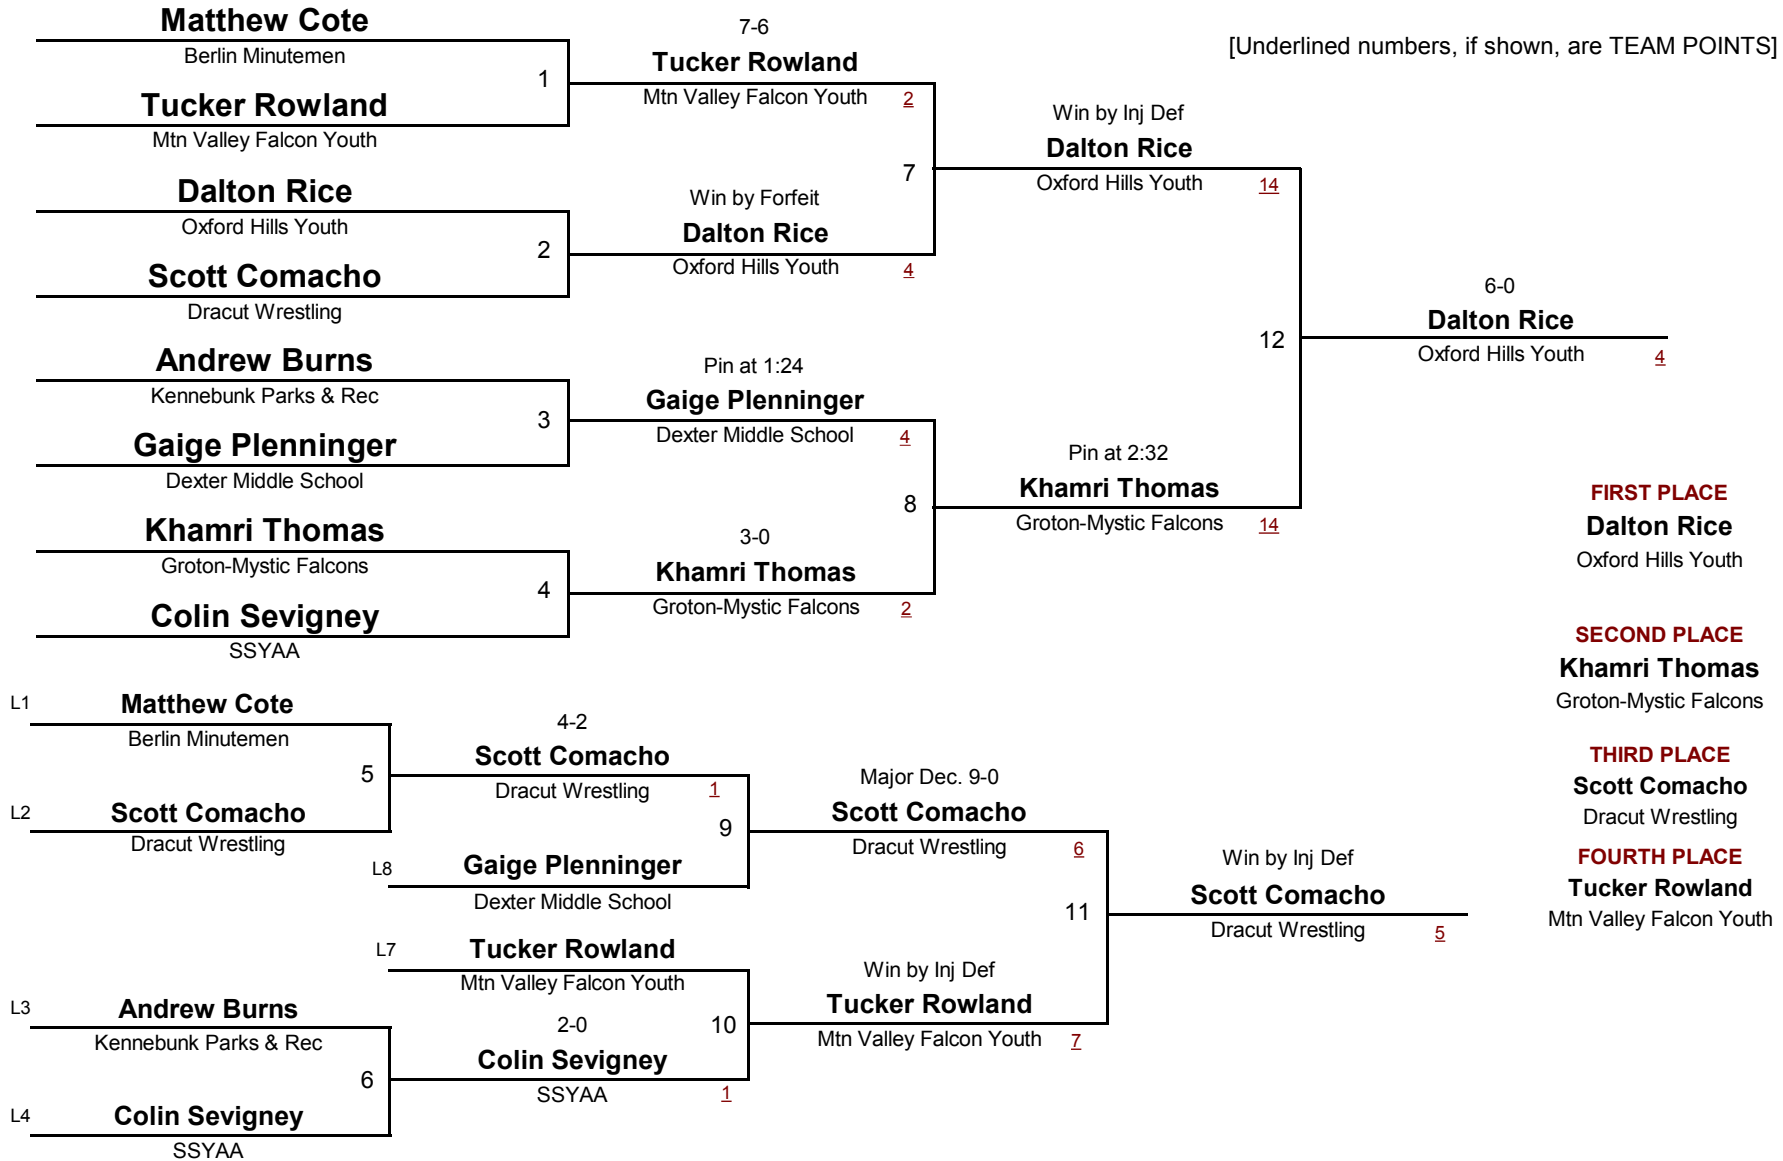 Matthew Cote
Berlin Minutemen
1
Tucker Rowland
Mtn Valley Falcon Youth
7-6
Tucker Rowland
Mtn Valley Falcon Youth 2
[Underlined numbers, if shown, are TEAM POINTS]
Dalton Rice
Oxford Hills Youth
2
Scott Comacho
Dracut Wrestling
Win by Forfeit
Dalton Rice
Oxford Hills Youth 4
7
Win by Inj Def
Dalton Rice
Oxford Hills Youth 14
Andrew Burns
Kennebunk Parks & Rec
3
Gaige Plenninger
Dexter Middle School
Pin at 1:24
Gaige Plenninger
Dexter Middle School 4
Khamri Thomas
Groton-Mystic Falcons
4
Colin Sevigney
SSYAA
3-0
Khamri Thomas
Groton-Mystic Falcons 2
8
Pin at 2:32
Khamri Thomas
Groton-Mystic Falcons 14
12
6-0
Dalton Rice
Oxford Hills Youth 4
FIRST PLACE
Dalton Rice
Oxford Hills Youth
SECOND PLACE
Khamri Thomas
Groton-Mystic Falcons
THIRD PLACE
Scott Comacho
Dracut Wrestling
FOURTH PLACE
Tucker Rowland
Mtn Valley Falcon Youth
L1 Matthew Cote
Berlin Minutemen
5
L2 Scott Comacho
Dracut Wrestling
4-2
Scott Comacho
Dracut Wrestling 1
9
L8 Gaige Plenninger
Dexter Middle School
Major Dec. 9-0
Scott Comacho
Dracut Wrestling 6
L7 Tucker Rowland
Mtn Valley Falcon Youth
10
L3 Andrew Burns
Kennebunk Parks & Rec
6
L4 Colin Sevigney
SSYAA
2-0
Colin Sevigney
SSYAA 1
Win by Inj Def
Tucker Rowland
Mtn Valley Falcon Youth 7
11
Win by Inj Def
Scott Comacho
Dracut Wrestling 5